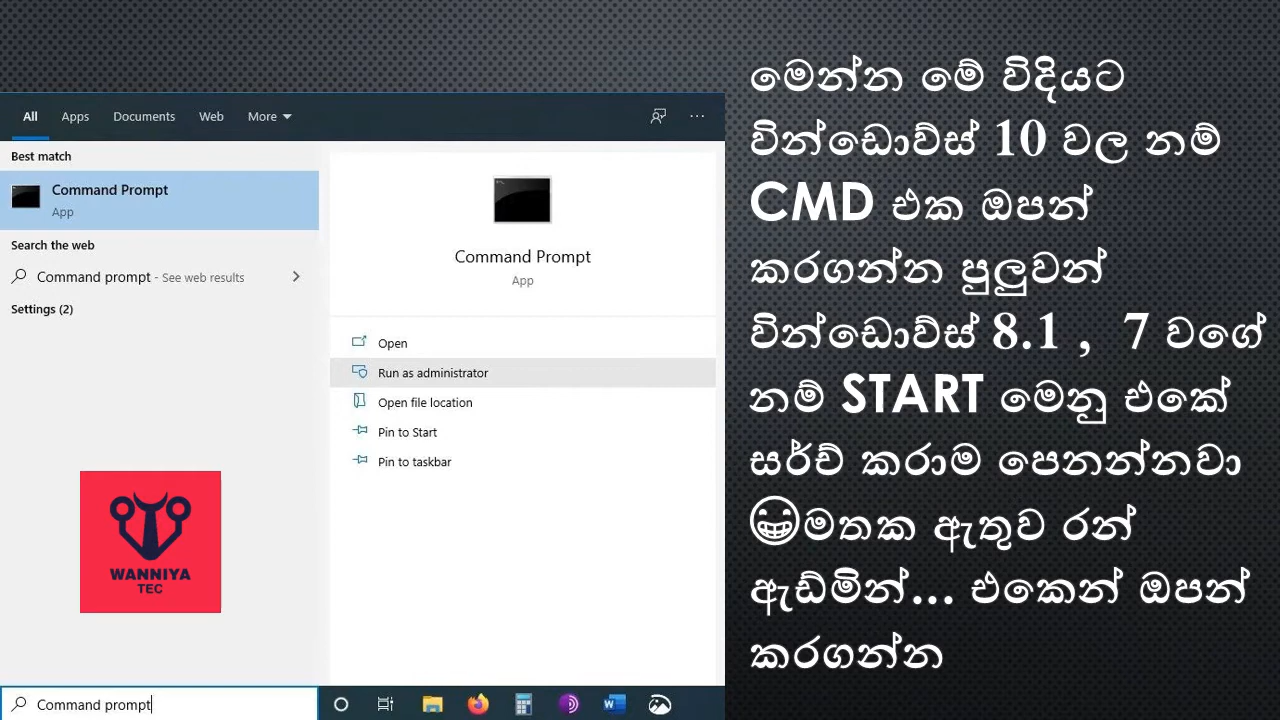 All Apps Documents Web More
Best match
Command Prompt
App
Search the web
Command prompt - See web results
Settings (2)
WANNIYA
TEC
Command prompt
Command Prompt
App
Open
Run as administrator
Open file location
Pin to Start
Pin to taskbar
මෙන්න මේ විදියට
වින්ඩොව්ස් 10 වල නම්
CMD එක ඔපන්
කරගන්න පුලුවන්
වින්ඩොව්ස් 8.1 , 7 වගේ
නම් START මෙනු එකේ
සර්ච් කරාම පෙනන්නවා
😁මතක ඇතුව රන්
ඇඩ්මින්... එකෙන් ඔපන්
කරගන්න